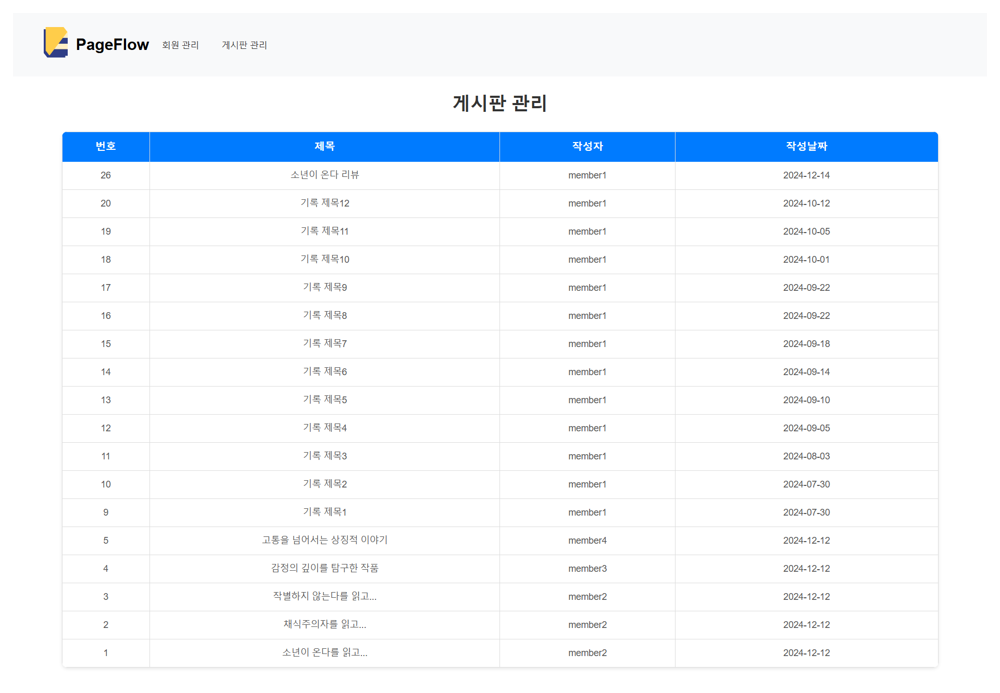 PageFlow 회원 관리 게시판 관리
게시판 관리
번호 제목 작성자 작성날짜
26 소년이 온다 리뷰 member1 2024-12-14
20 기록 제목12 member1 2024-10-12
19 기록 제목11 member1 2024-10-05
18 기록 제목10 member1 2024-10-01
17 기록 제목9 member1 2024-09-22
16 기록 제목8 member1 2024-09-22
15 기록 제목7 member1 2024-09-18
14 기록 제목6 member1 2024-09-14
13 기록 제목5 member1 2024-09-10
12 기록 제목4 member1 2024-09-05
11 기록 제목3 member1 2024-08-03
10 기록 제목2 member1 2024-07-30
9 기록 제목1 member1 2024-07-30
5 고통을 넘어서는 상징적 이야기 member4 2024-12-12
4 감정의 깊이를 탐구한 작품 member3 2024-12-12
3 작별하지 않는다를 읽고... member2 2024-12-12
2 채식주의자를 읽고... member2 2024-12-12
1 소년이 온다를 읽고... member2 2024-12-12